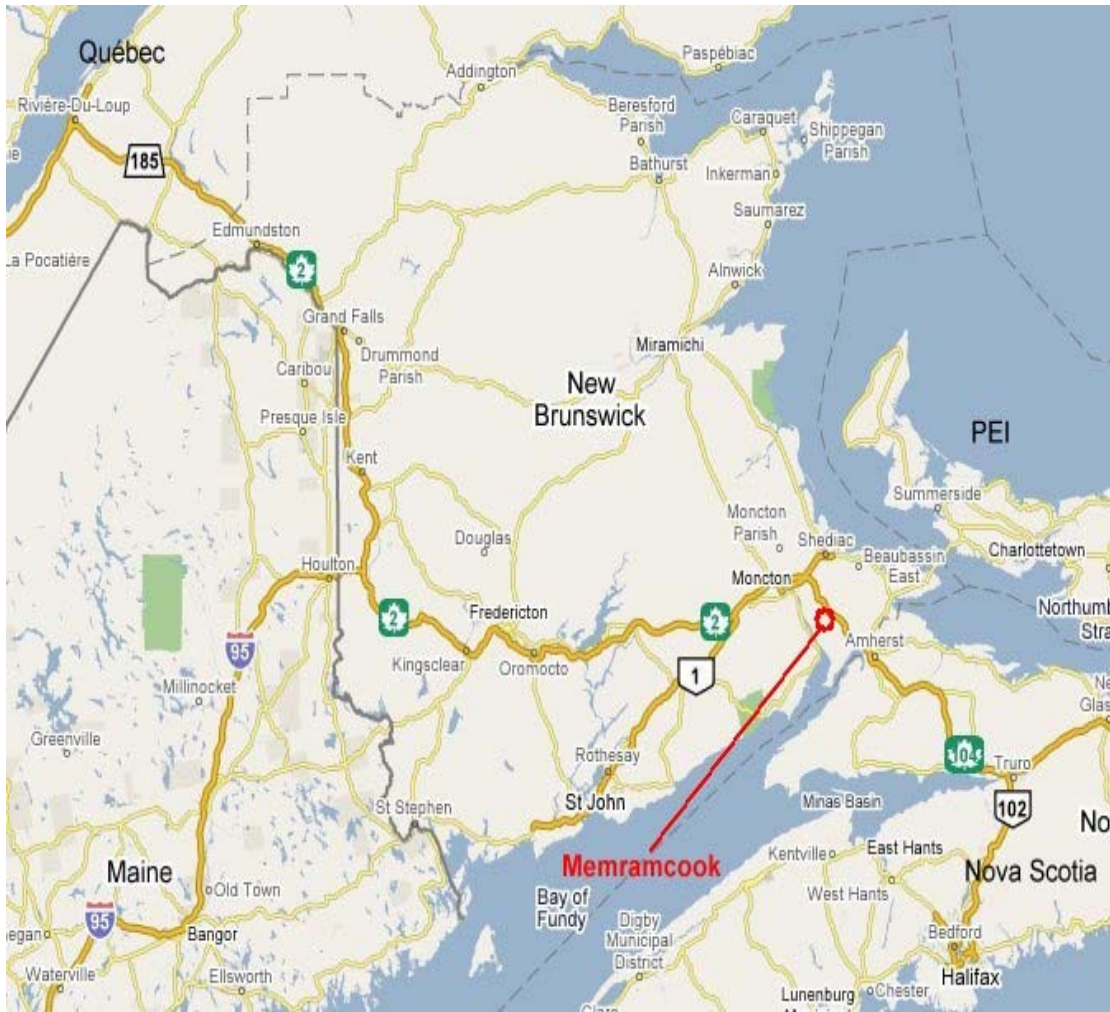 Québec
Paspébiac
Addington
Rivière-Du-Loup
Beresford
Parish
Caraquet
Shippegan
Parish
185
Bathurst
Inkerman
Saumarez
Edmundston
La Pocatière
2
Alnwick
Grand Falls
Drummond
Parish
Miramichi
Caribou
New
Brunswick
Presque Isle
PEI
Kent
Summerside
Moncton
Parish
Douglas
Shediac
Beaubassin
East
Charlottetown
Houlton
Moncton
2
Fredericton
2
Northumb
Stra
95
Kingsclear
Oromocto
Amherst
1
Millinocket
Ne
Glas
Greenville
Rothesay
104
Truro
St Stephen
St John
Minas Basin
102
No
Memramcook
Kentville
East Hants
Maine
Old Town
Bay of
Fundy
West Hants
Nova Scotia
95
egan
Bangor
Digby
Municipal
District
Bedford
Waterville
Ellsworth
Halifax
Lunenburg
Chester